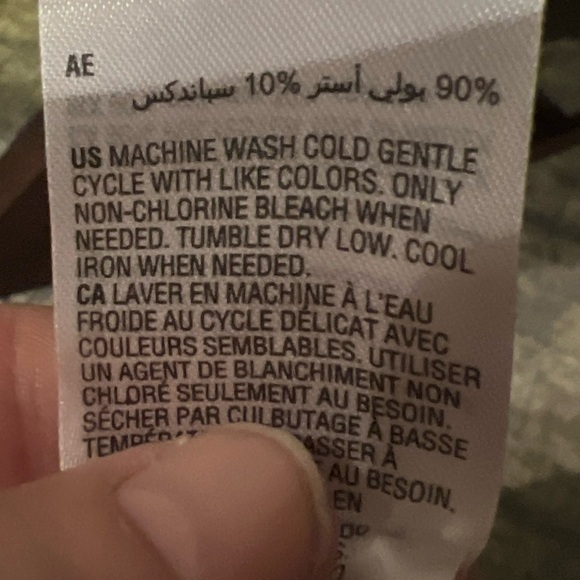 AE
90% بولي أستر 10% سباندكس
US MACHINE WASH COLD GENTLE
CYCLE WITH LIKE COLORS. ONLY
NON-CHLORINE BLEACH WHEN
NEEDED. TUMBLE DRY LOW. COOL
IRON WHEN NEEDED.
CA LAVER EN MACHINE À L'EAU
FROIDE AU CYCLE DÉLICAT AVEC
COULEURS SEMBLABLES. UTILISER
UN AGENT DE BLANCHIMENT NON
CHLORÉ SEULEMENT AU BESOIN.
SÉCHER PAR CULBUTAGE À BASSE
À
AU BESOIN.
EN